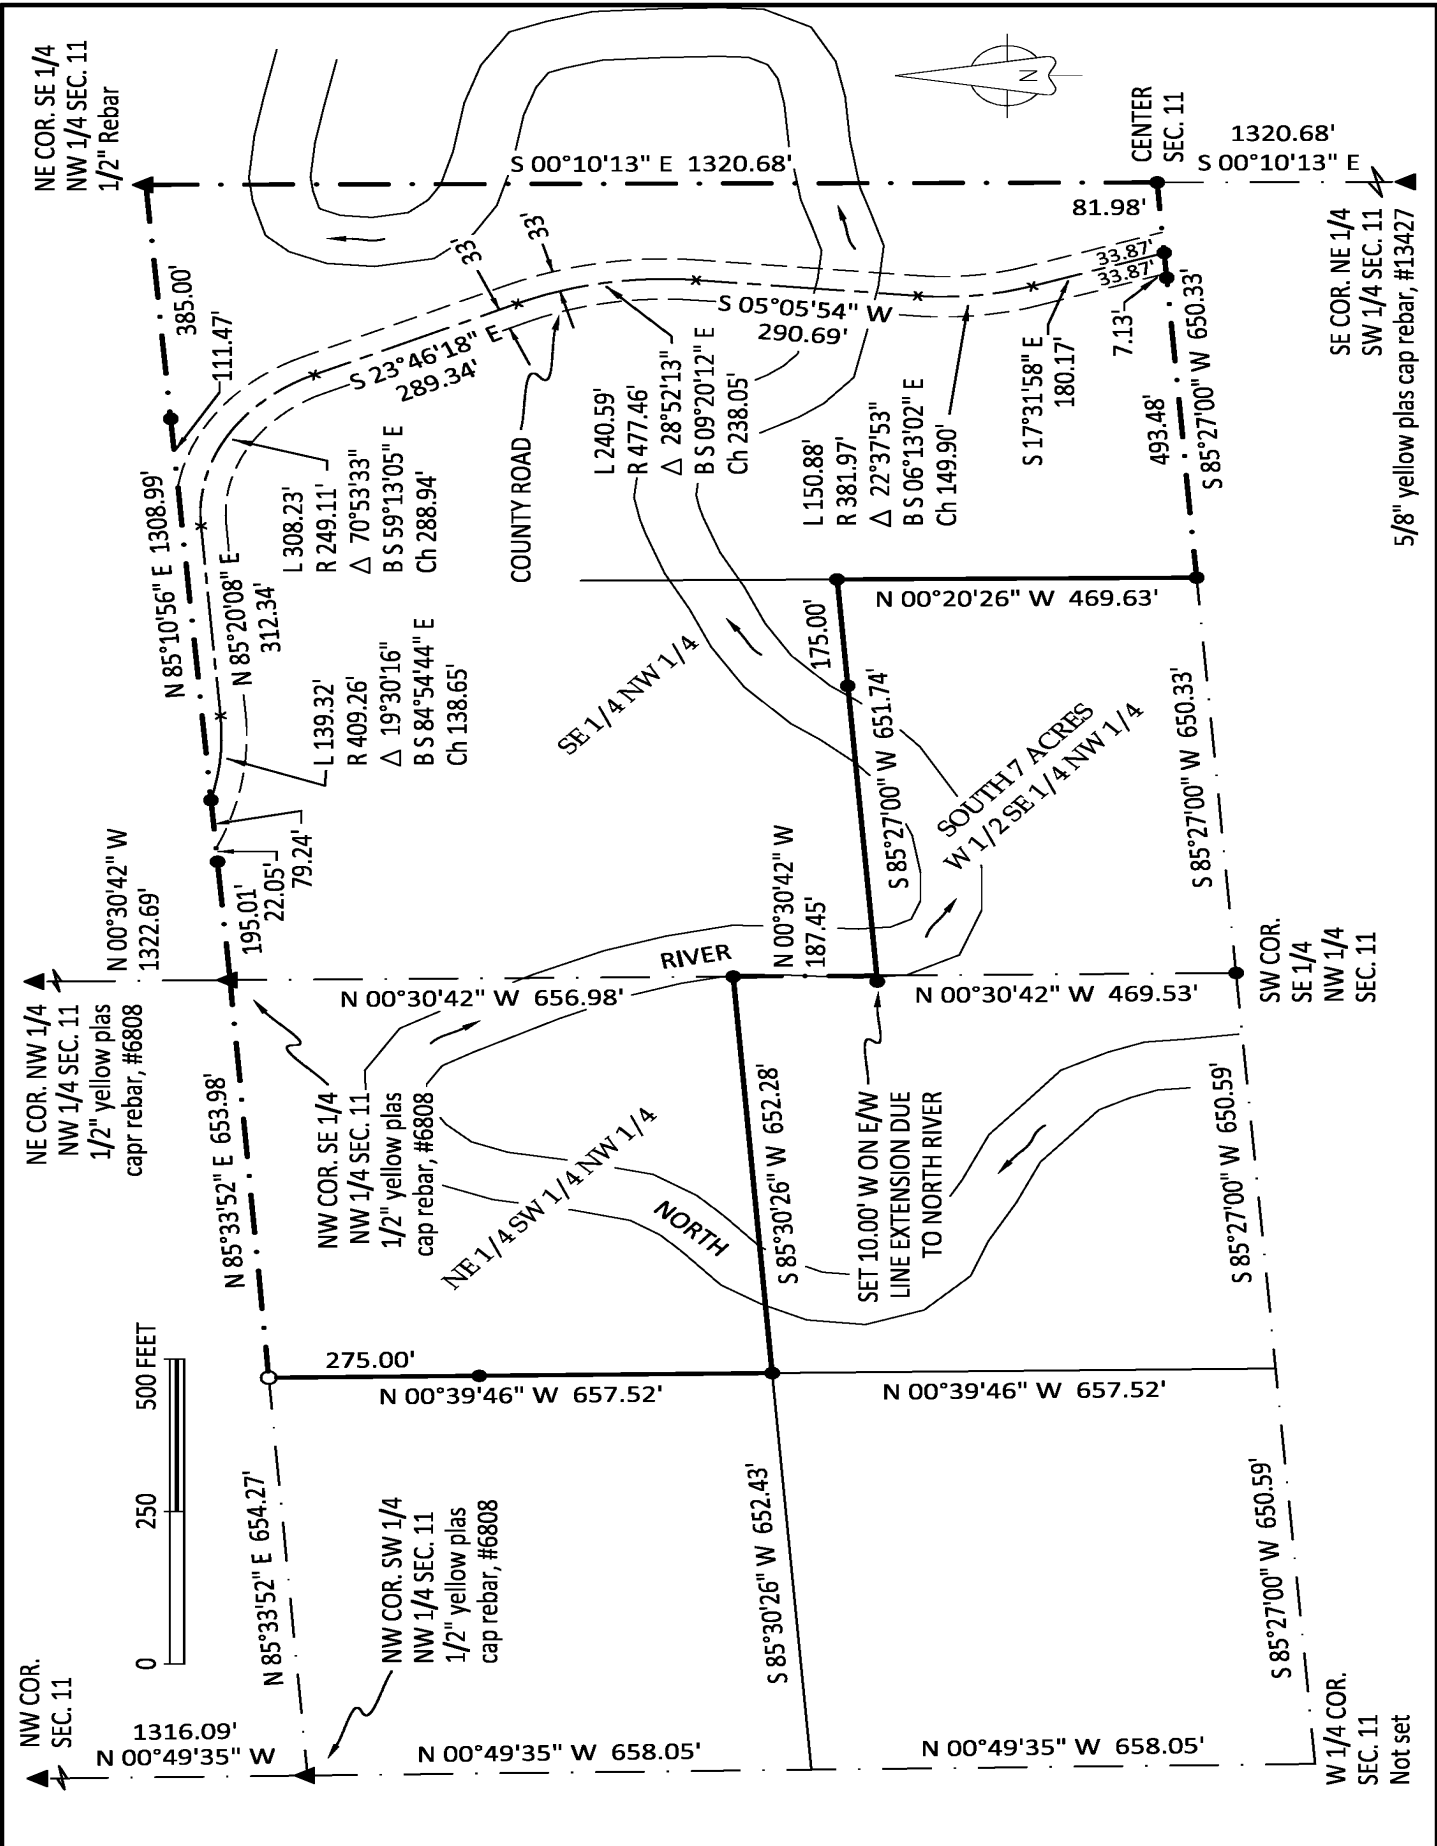 NE COR. SE 1/4
NW 1/4 SEC. 11
1/2" Rebar
N
CENTER
SEC. 11
1320.68'
S 00°10'13" E
S 00°10'13" E 1320.68'
81.98'
SE COR. NE 1/4
SW 1/4 SEC. 11
5/8" yellow plas cap rebar, #13427
385.00'
111.47'
33'
33'
33.87'
33.87'
7.13'
S 85°27'00" W 650.33'
493.48'
S 17°31'58" E
180.17'
S 05°05'54" W
290.69'
S 23°46'18" E
289.34'
COUNTY ROAD
L 240.59'
R 477.46'
Δ 28°52'13"
B S 09°20'12" E
Ch 238.05'
L 150.88'
R 381.97'
Δ 22°37'53"
B S 06°13'02" E
Ch 149.90'
L 308.23'
R 249.11'
Δ 70°53'33"
B S 59°13'05" E
Ch 288.94'
N 85°10'56" E 1308.99'
N 85°20'08" E
312.34'
L 139.32'
R 409.26'
Δ 19°30'16"
B S 84°54'44" E
Ch 138.65'
N 00°20'26" W 469.63'
175.00'
SE 1/4 NW 1/4
S 85°27'00" W 651.74'
SOUTH 7 ACRES
W 1/2 SE 1/4 NW 1/4
S 85°27'00" W 650.33'
79.24'
22.05'
195.01'
N 00°30'42" W
1322.69'
N 00°30'42" W
187.45'
RIVER
N 00°30'42" W 656.98'
N 00°30'42" W 469.53'
SW COR.
SE 1/4
NW 1/4
SEC. 11
NE COR. NW 1/4
NW 1/4 SEC. 11
1/2" yellow plas
capr rebar, #6808
NW COR. SE 1/4
NW 1/4 SEC. 11
1/2" yellow plas
cap rebar, #6808
N 85°33'52" E 653.98'
NE 1/4 SW 1/4 NW 1/4
NORTH
S 85°30'26" W 652.28'
SET 10.00' W ON E/W
LINE EXTENSION DUE
TO NORTH RIVER
S 85°27'00" W 650.59'
275.00'
N 00°39'46" W 657.52'
N 00°39'46" W 657.52'
0 250 500 FEET
N 85°33'52" E 654.27'
NW COR. SW 1/4
NW 1/4 SEC. 11
1/2" yellow plas
cap rebar, #6808
S 85°30'26" W 652.43'
S 85°27'00" W 650.59'
NW COR.
SEC. 11
1316.09'
N 00°49'35" W
N 00°49'35" W 658.05'
N 00°49'35" W 658.05'
W 1/4 COR.
SEC. 11
Not set